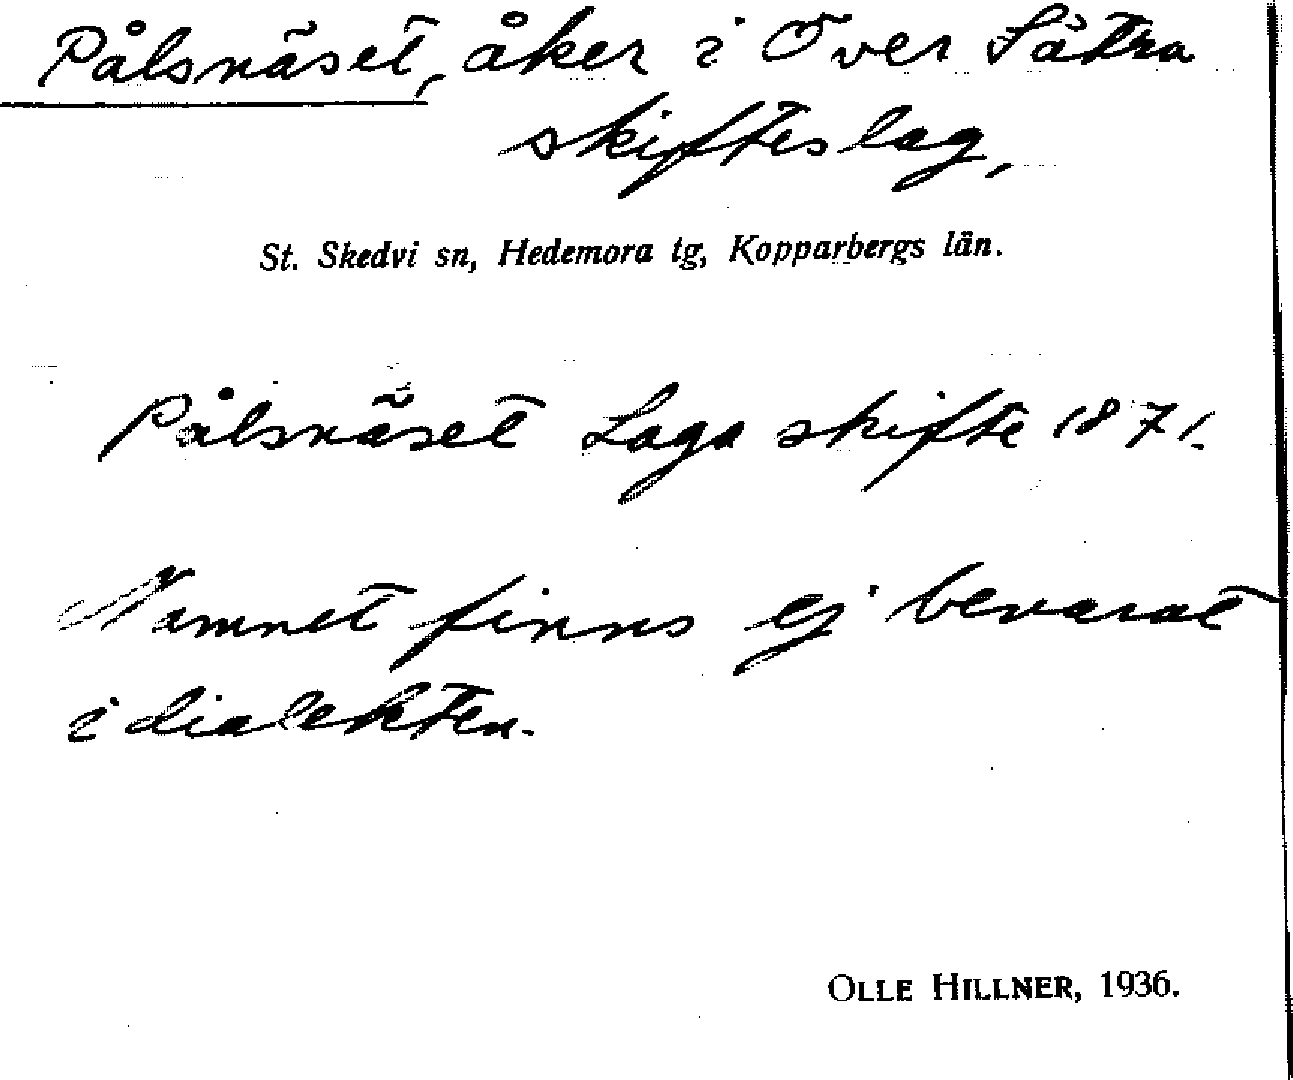 Pålsnäset, åker i Över Sätra
skifteslag,
St. Skedvi sn, Hedemora tg, Kopparbergs län.
Pålsnäset Laga skifte 1871.
Namnet finns ej bevarat
i dialekten.
OLLE HILLNER, 1936.